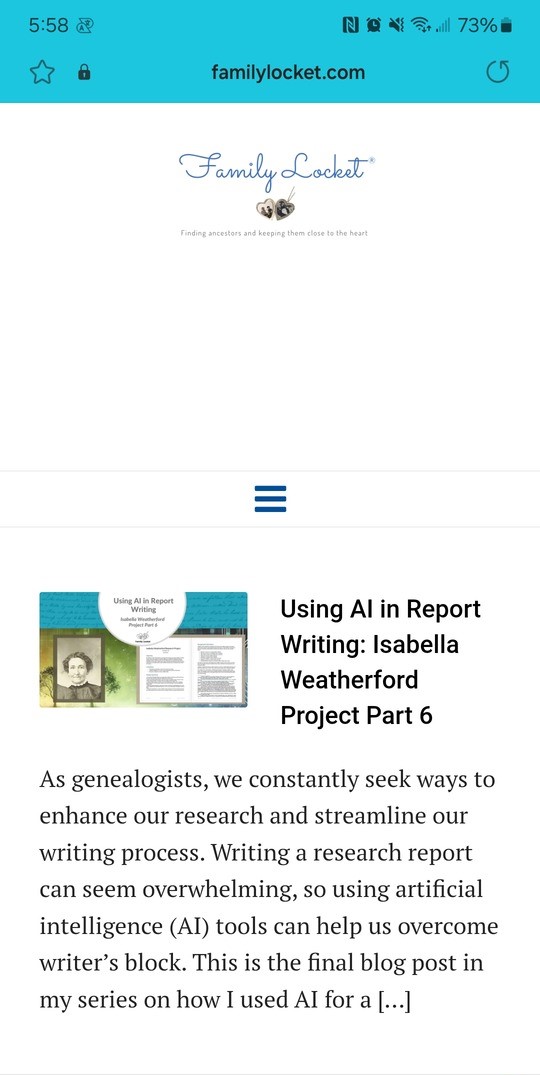 5:58
73%
familylocket.com
Family Locket®
Finding ancestors and keeping them close to the heart
Using AI in Report
Writing
Isabella Weatherford
Project Part 6
Using AI in Report
Writing: Isabella
Weatherford
Project Part 6
As genealogists, we constantly seek ways to
enhance our research and streamline our
writing process. Writing a research report
can seem overwhelming, so using artificial
intelligence (AI) tools can help us overcome
writer’s block. This is the final blog post in
my series on how I used AI for a [...]